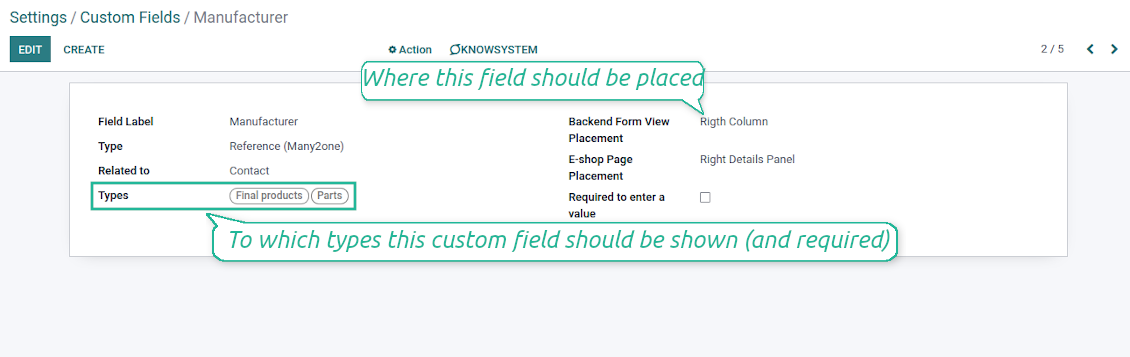 Settings / Custom Fields / Manufacturer
EDIT CREATE Action KNOWSYSTEM 2 / 5
Where this field should be placed
Field Label Manufacturer
Type Reference (Many2one)
Related to Contact
Types Final products Parts
Backend Form View
Placement
Rigth Column
E-shop Page
Placement
Right Details Panel
Required to enter a
value
To which types this custom field should be shown (and required)